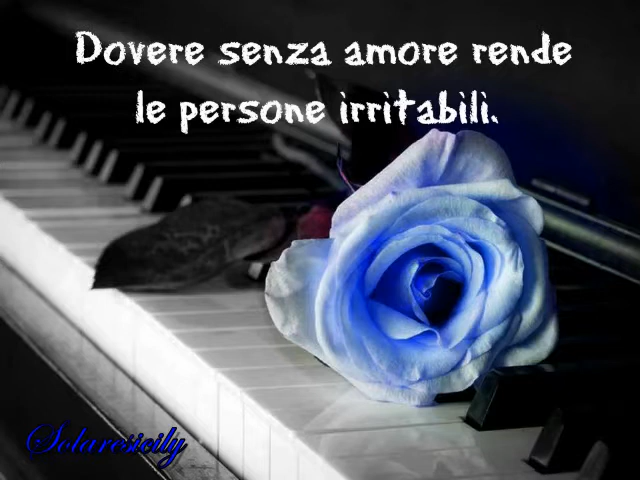 Dovere senza amore rende
le persone irritabili.
Solaresicily